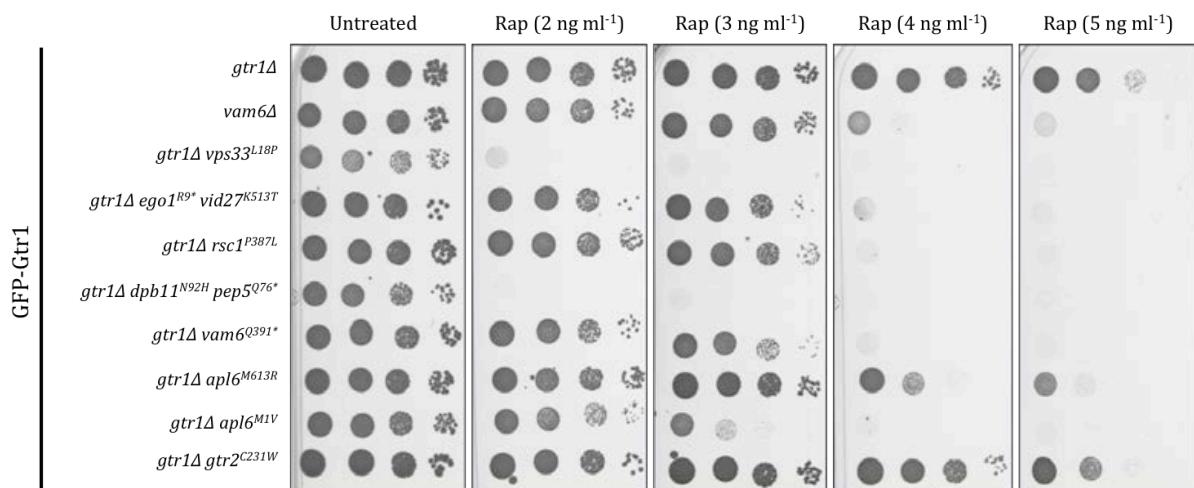 Untreated
Rap (2 ng ml⁻¹)
Rap (3 ng ml⁻¹)
Rap (4 ng ml⁻¹)
Rap (5 ng ml⁻¹)
GFP-Gtr1
gtr1Δ
vam6Δ
gtr1Δ vps33ᴸ¹⁸ᴾ
gtr1Δ ego1ᴿ⁹* vid27ᴷ⁵¹³ᵀ
gtr1Δ rsc1ᴾ³⁸⁷ᴸ
gtr1Δ dpb11ᴺ⁹²ᴴ pep5Q⁷⁶*
gtr1Δ vam6Q³⁹¹*
gtr1Δ apl6ᴹ⁶¹³ᴿ
gtr1Δ apl6ᴹ¹ⱽ
gtr1Δ gtr2C²³¹ᵂ